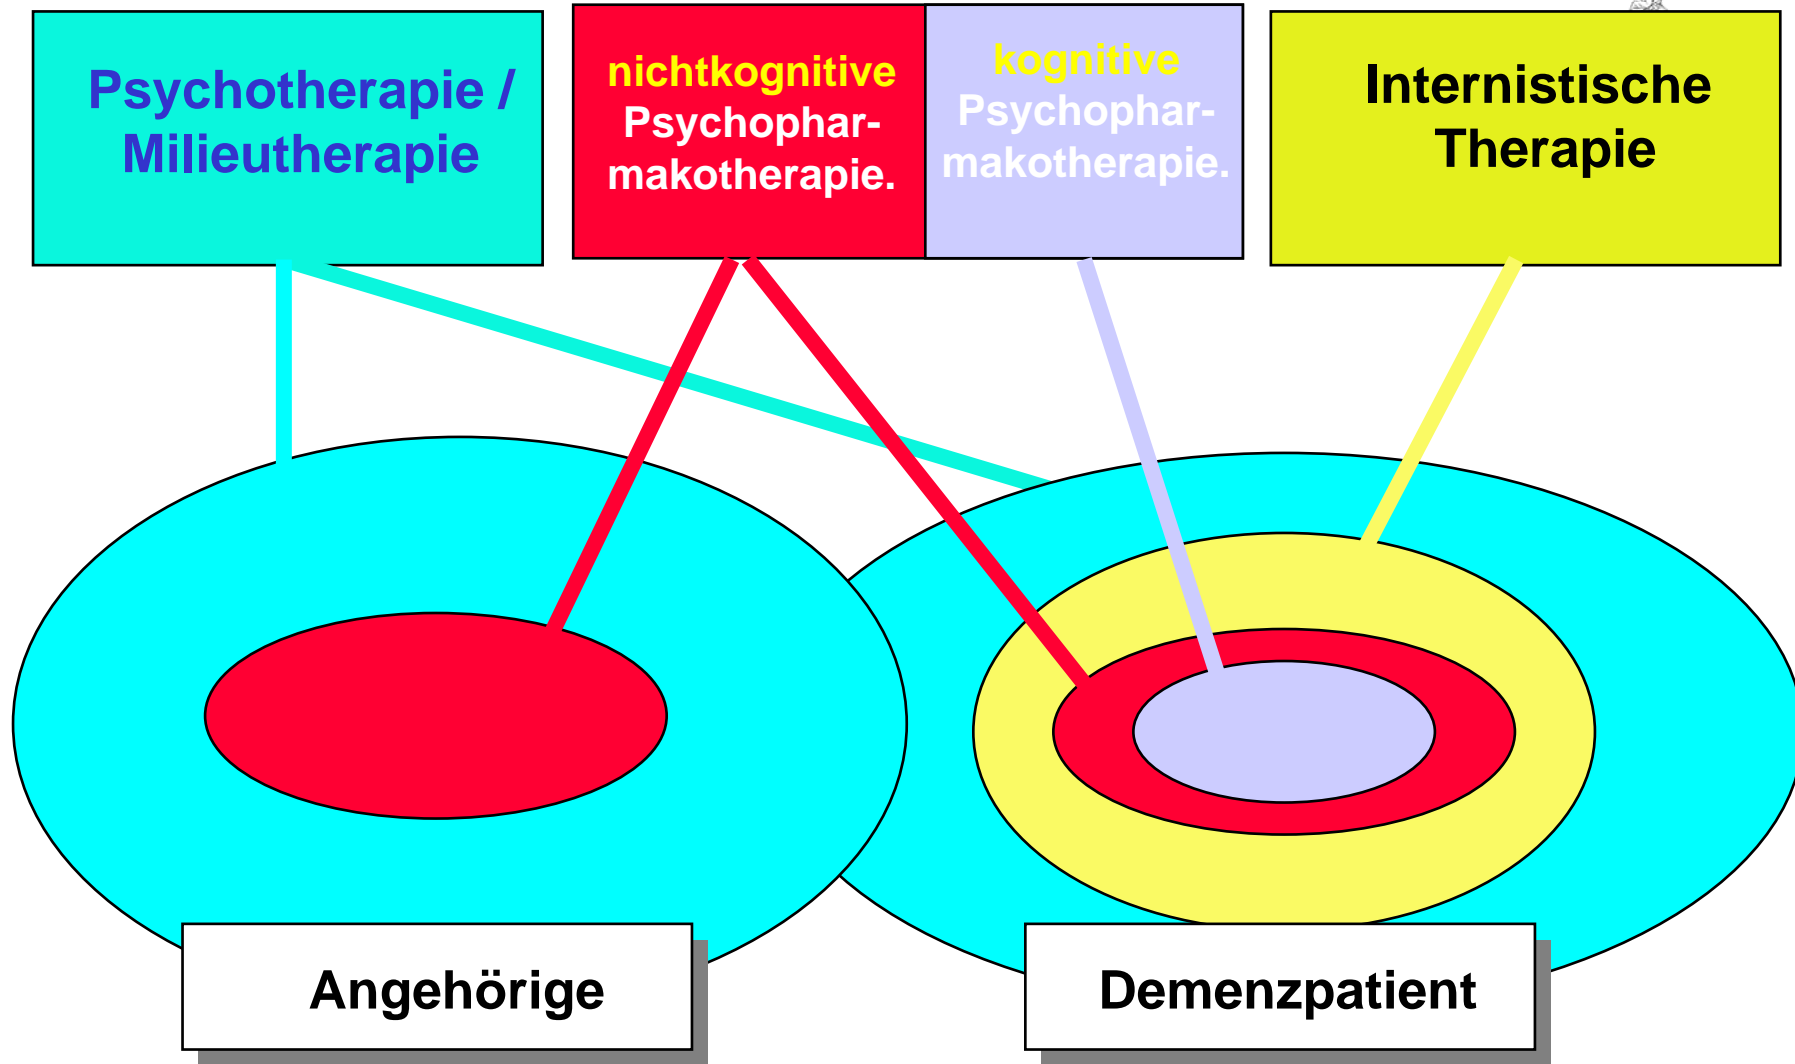 Psychotherapie /
Milieutherapie
nichtkognitive
Psychophar-
makotherapie.
kognitive
Psychophar-
makotherapie.
Internistische
Therapie
Angehörige
Demenzpatient